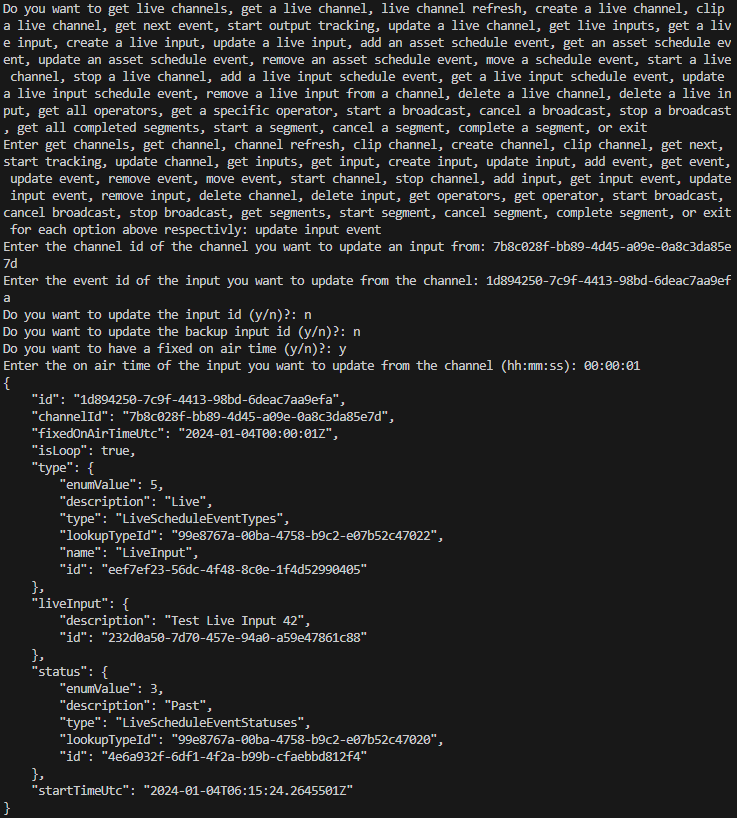 Do you want to get live channels, get a live channel, live channel refresh, create a live channel, clip 
a live channel, get next event, start output tracking, update a live channel, get live inputs, get a liv
e input, create a live input, update a live input, add an asset schedule event, get an asset schedule ev
ent, update an asset schedule event, remove an asset schedule event, move a schedule event, start a live
 channel, stop a live channel, add a live input schedule event, get a live input schedule event, update 
a live input schedule event, remove a live input from a channel, delete a live channel, delete a live in
put, get all operators, get a specific operator, start a broadcast, cancel a broadcast, stop a broadcast
, get all completed segments, start a segment, cancel a segment, complete a segment, or exit
Enter get channels, get channel, channel refresh, clip channel, create channel, clip channel, get next, 
start tracking, update channel, get inputs, get input, create input, update input, add event, get event,
 update event, remove event, move event, start channel, stop channel, add input, get input event, update
 input event, remove input, delete channel, delete input, get operators, get operator, start broadcast, 
cancel broadcast, stop broadcast, get segments, start segment, cancel segment, complete segment, or exit
 for each option above respectivly: update input event
Enter the channel id of the channel you want to update an input from: 7b8c028f-bb89-4d45-a09e-0a8c3da85e
7d
Enter the event id of the input you want to update from the channel: 1d894250-7c9f-4413-98bd-6deac7aa9ef
a
Do you want to update the input id (y/n)?: n
Do you want to update the backup input id (y/n)?: n
Do you want to have a fixed on air time (y/n)?: y
Enter the on air time of the input you want to update from the channel (hh:mm:ss): 00:00:01
{
    "id": "1d894250-7c9f-4413-98bd-6deac7aa9efa",
    "channelId": "7b8c028f-bb89-4d45-a09e-0a8c3da85e7d",
    "fixedOnAirTimeUtc": "2024-01-04T00:00:01Z",
    "isLoop": true,
    "type": {
        "enumValue": 5,
        "description": "Live",
        "type": "LiveScheduleEventTypes",
        "lookupTypeId": "99e8767a-00ba-4758-b9c2-e07b52c47022",
        "name": "LiveInput",
        "id": "eef7ef23-56dc-4f48-8c0e-1f4d52990405"
    },
    "liveInput": {
        "description": "Test Live Input 42",
        "id": "232d0a50-7d70-457e-94a0-a59e47861c88"
    },
    "status": {
        "enumValue": 3,
        "description": "Past",
        "type": "LiveScheduleEventStatuses",
        "lookupTypeId": "99e8767a-00ba-4758-b9c2-e07b52c47020",
        "id": "4e6a932f-6df1-4f2a-b99b-cfaebbd812f4"
    },
    "startTimeUtc": "2024-01-04T06:15:24.2645501Z"
}